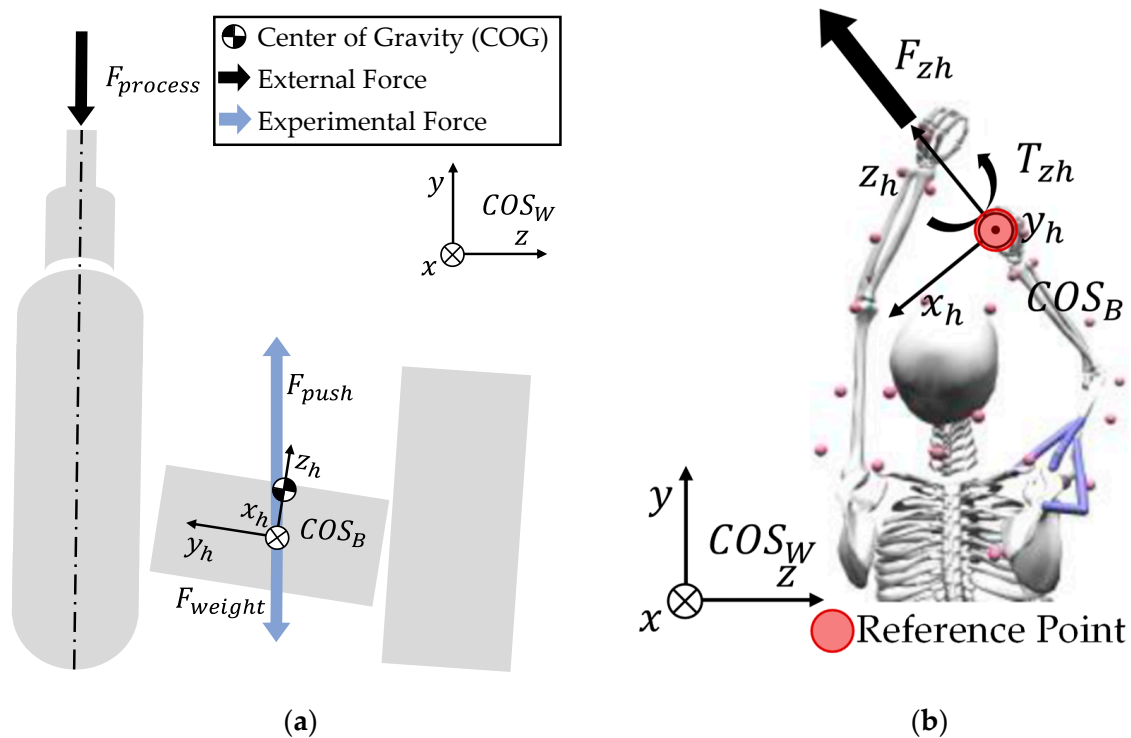 Center of Gravity (COG)
External Force
Experimental Force
F_process
y
COS_W
z
x
F_push
z_h
x_h
COS_B
y_h
F_weight
(a)
F_zh
T_zh
z_h
y_h
x_h
COS_B
y
COS_W
z
x
Reference Point
(b)